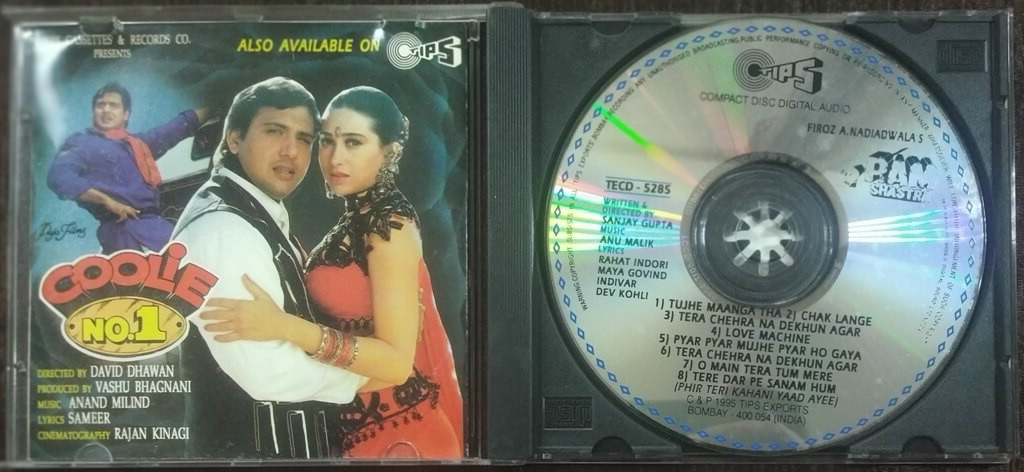 CASSETTES & RECORDS CO.
PRESENTS
ALSO AVAILABLE ON TIPS
COOLIE
NO.1
DIRECTED BY DAVID DHAWAN
PRODUCED BY VASHU BHAGNANI
MUSIC ANAND MILIND
LYRICS SAMEER
CINEMATOGRAPHY RAJAN KINAGI
TIPS
COMPACT DISC DIGITAL AUDIO
FIROZ A. NADIADWALA'S
RAM
SHASTRA
TECD - 5285
WRITTEN &
DIRECTED BY
SANJAY GUPTA
MUSIC
ANU MALIK
LYRICS
RAHAT INDORI
MAYA GOVIND
INDIVAR
DEV KOHLI
1) TUJHE MAANGA THA 2) CHAK LANGE
3) TERA CHEHRA NA DEKHUN AGAR
4) LOVE MACHINE
5) PYAR PYAR MUJHE PYAR HO GAYA
6) TERA CHEHRA NA DEKHUN AGAR
7) O MAIN TERA TUM MERE
8) TERE DAR PE SANAM HUM
(PHIR TERI KAHANI YAAD AYEE)
C & P 1995 TIPS EXPORTS
BOMBAY - 400 054 (INDIA)